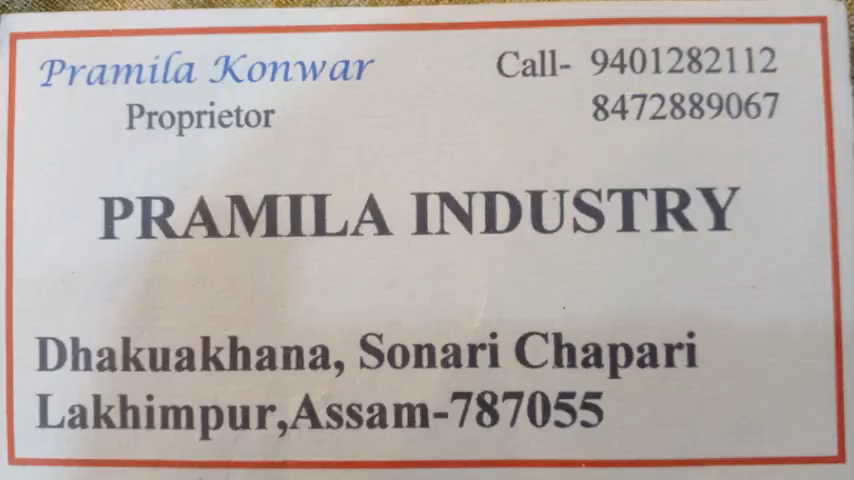 Pramila Konwar
Call- 9401282112
Proprietor
8472889067
PRAMILA INDUSTRY
Dhakuakhana, Sonari Chapari
Lakhimpur,Assam-787055